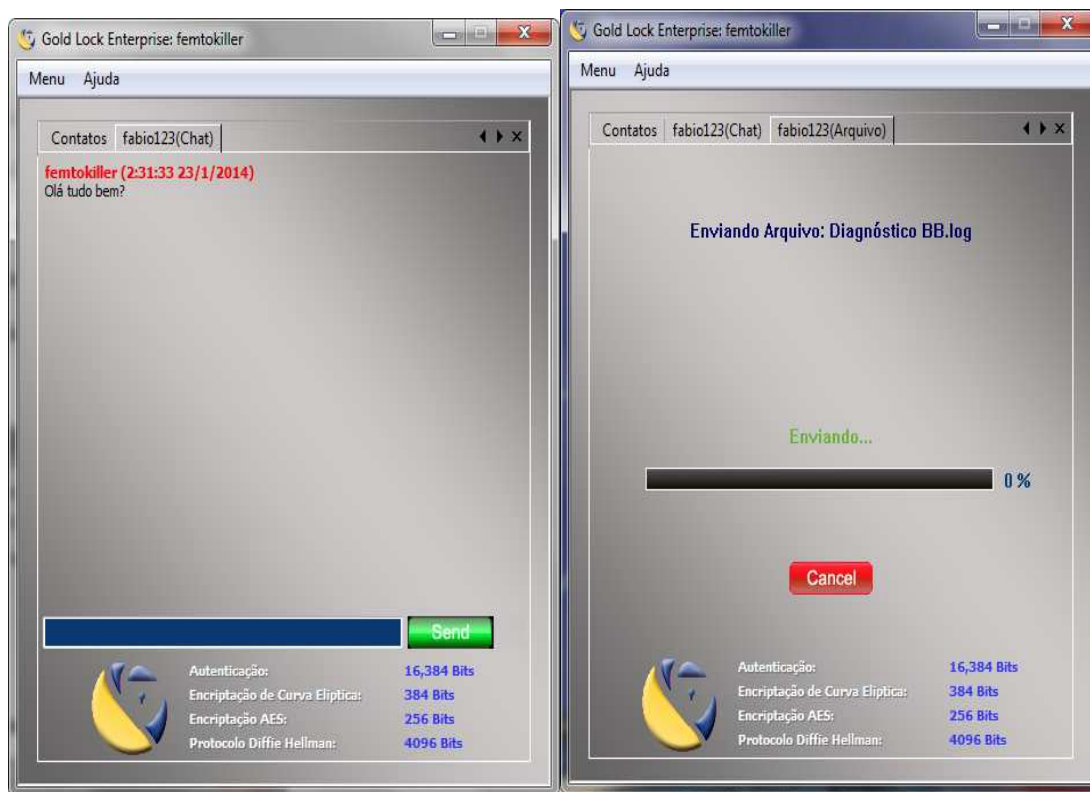 Gold Lock Enterprise: femtokiller
Menu Ajuda
Contatos fabio123(Chat)
femtokiller (2:31:33 23/1/2014)
Olá tudo bem?
Send
Autenticação: 16,384 Bits
Encriptação de Curva Elíptica: 384 Bits
Encriptação AES: 256 Bits
Protocolo Diffie Hellman: 4096 Bits
Gold Lock Enterprise: femtokiller
Menu Ajuda
Contatos fabio123(Chat) fabio123(Arquivo)
Enviando Arquivo: Diagnóstico BB.log
Enviando...
0 %
Cancel
Autenticação: 16,384 Bits
Encriptação de Curva Elíptica: 384 Bits
Encriptação AES: 256 Bits
Protocolo Diffie Hellman: 4096 Bits